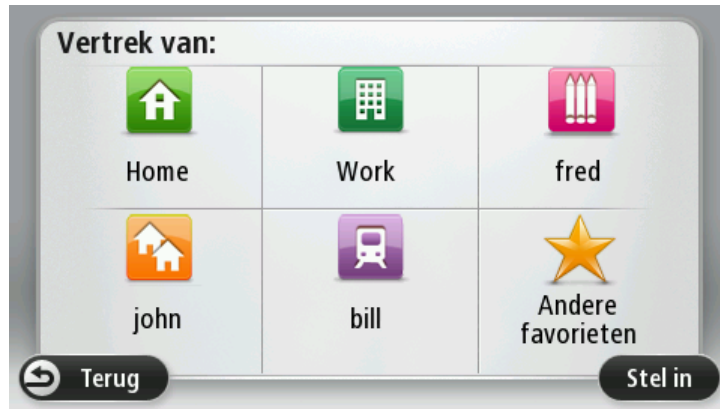 Vertrek van:
Home
Work
fred
john
bill
Andere
favorieten
Terug
Stel in